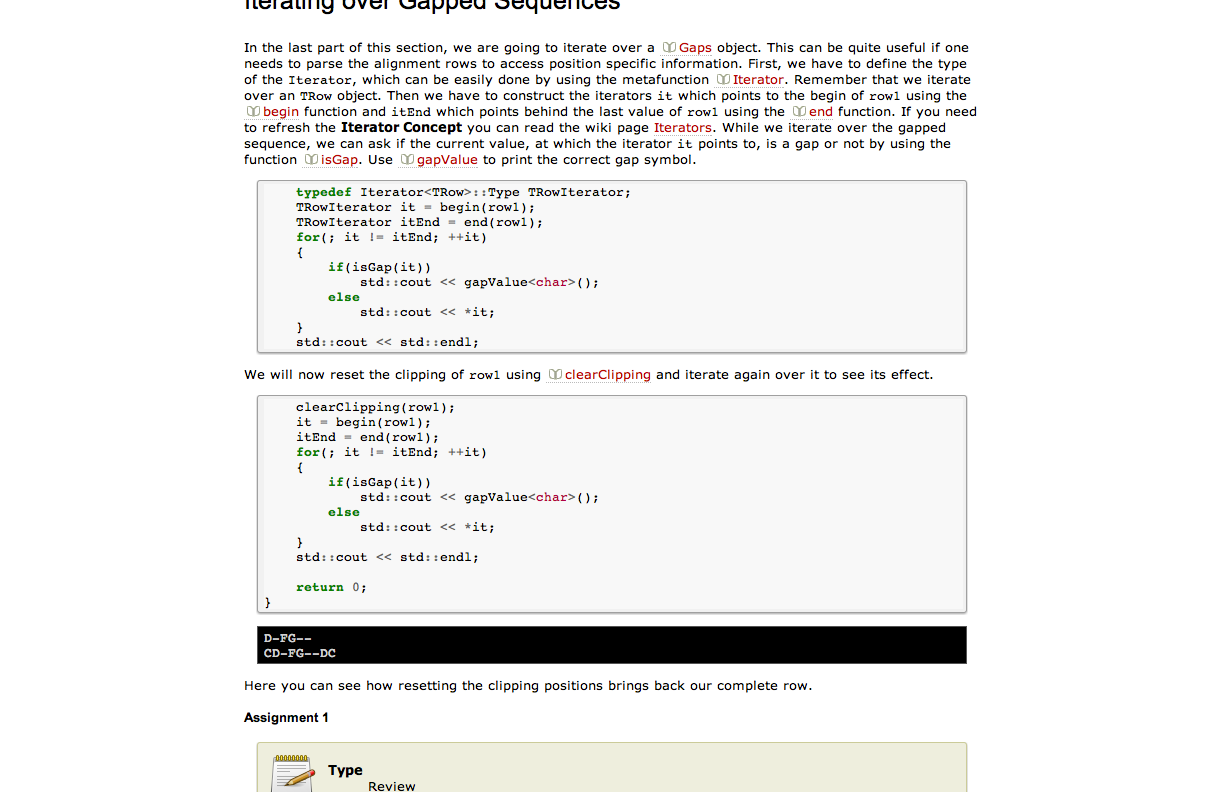 Iterating over Gapped Sequences
In the last part of this section, we are going to iterate over a Gaps object. This can be quite useful if one
needs to parse the alignment rows to access position specific information. First, we have to define the type
of the Iterator, which can be easily done by using the metafunction Iterator. Remember that we iterate
over an TRow object. Then we have to construct the iterators it which points to the begin of row1 using the
begin function and itEnd which points behind the last value of row1 using the end function. If you need
to refresh the Iterator Concept you can read the wiki page Iterators. While we iterate over the gapped
sequence, we can ask if the current value, at which the iterator it points to, is a gap or not by using the
function isGap. Use gapValue to print the correct gap symbol.
typedef Iterator<TRow>::Type TRowIterator;
TRowIterator it = begin(row1);
TRowIterator itEnd = end(row1);
for(; it != itEnd; ++it)
{
if(isGap(it))
std::cout << gapValue<char>();
else
std::cout << *it;
}
std::cout << std::endl;
We will now reset the clipping of row1 using clearClipping and iterate again over it to see its effect.
clearClipping(row1);
it = begin(row1);
itEnd = end(row1);
for(; it != itEnd; ++it)
{
if(isGap(it))
std::cout << gapValue<char>();
else
std::cout << *it;
}
std::cout << std::endl;
return 0;
}
D-FG--
CD-FG--DC
Here you can see how resetting the clipping positions brings back our complete row.
Assignment 1
Type
Review